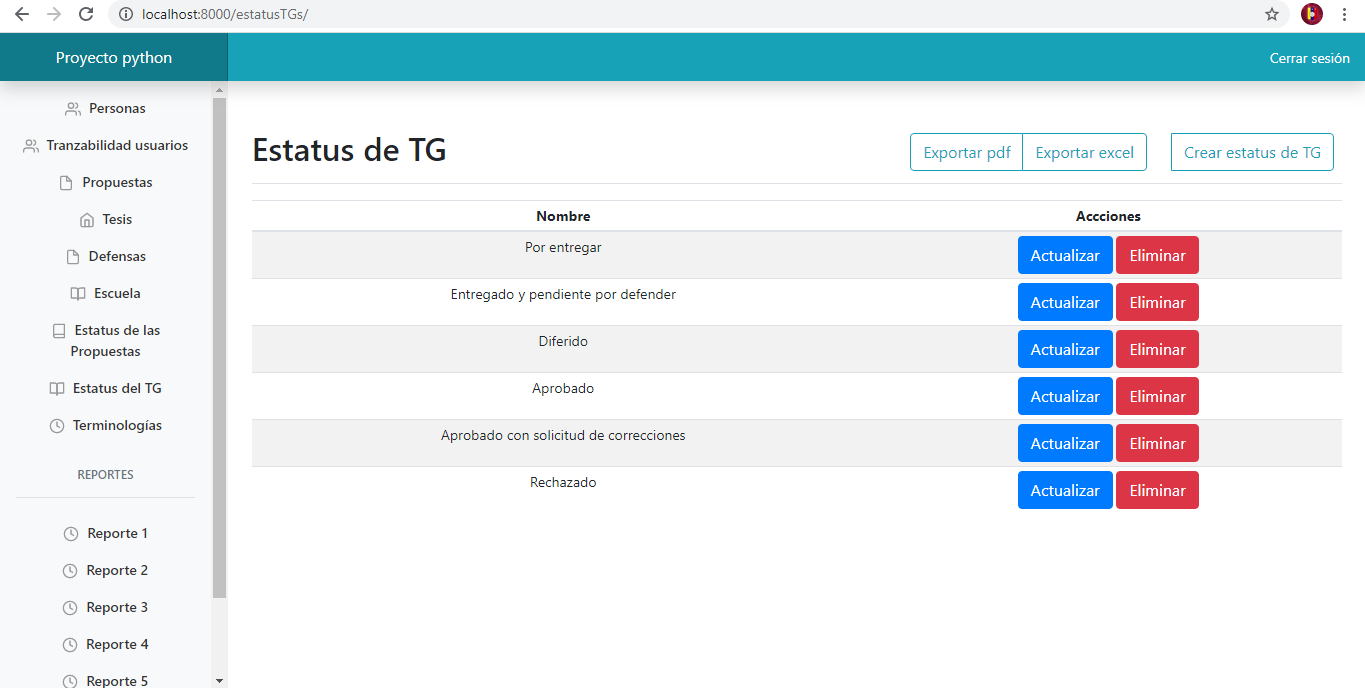 localhost:8000/estatusTGs/
Proyecto python
Cerrar sesión
Personas
Tranzabilidad usuarios
Propuestas
Tesis
Defensas
Escuela
Estatus de las
Propuestas
Estatus del TG
Terminologías
REPORTES
Reporte 1
Reporte 2
Reporte 3
Reporte 4
Reporte 5
Estatus de TG
Exportar pdf Exportar excel Crear estatus de TG
Nombre Accciones
Por entregar Actualizar Eliminar
Entregado y pendiente por defender Actualizar Eliminar
Diferido Actualizar Eliminar
Aprobado Actualizar Eliminar
Aprobado con solicitud de correcciones Actualizar Eliminar
Rechazado Actualizar Eliminar